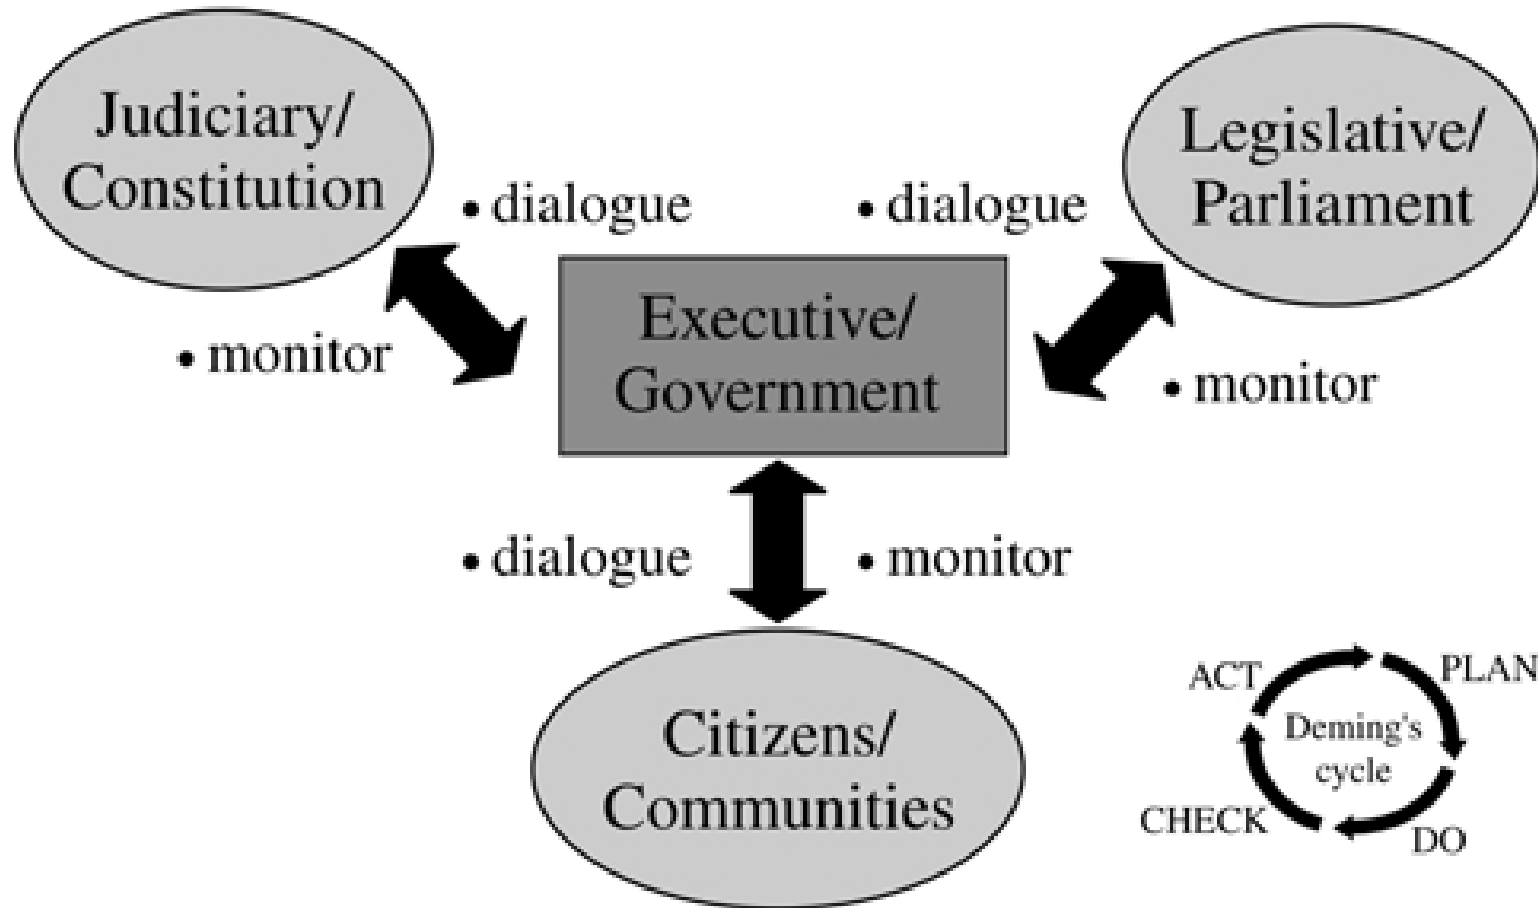 Judiciary/
Constitution
Legislative/
Parliament
• dialogue
• dialogue
Executive/
Government
• monitor
• monitor
• dialogue
• monitor
Citizens/
Communities
ACT
PLAN
Deming's
cycle
CHECK
DO